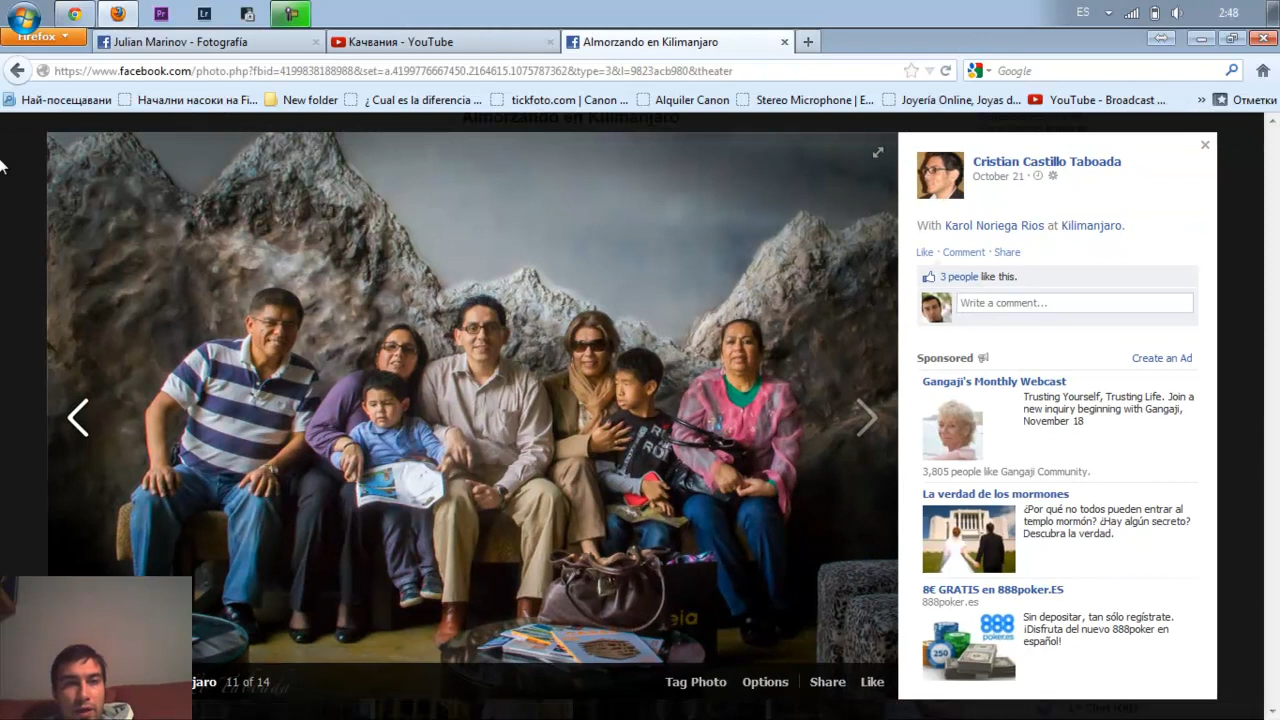 ES
2:48
Firefox
Julian Marinov - Fotografía
Качвания - YouTube
Almorzando en Kilimanjaro
https://www.facebook.com/photo.php?fbid=4199838188988&set=a.4199776667450.2164615.1075787362&type=3&l=9823acb980&theater
Google
Най-посещавани
Начални насоки на Fi...
New folder
¿ Cual es la diferencia ...
tickfoto.com | Canon ...
Alquiler Canon
Stereo Microphone | E...
Joyería Online, Joyas d...
YouTube - Broadcast ...
Отметки
Almorzando en Kilimanjaro
Cristian Castillo Taboada
October 21 ·
With Karol Noriega Rios at Kilimanjaro.
Like · Comment · Share
3 people like this.
Write a comment...
Sponsored
Create an Ad
Gangaji's Monthly Webcast
Trusting Yourself, Trusting Life. Join a
new inquiry beginning with Gangaji,
November 18
3,805 people like Gangaji Community.
La verdad de los mormones
¿Por qué no todos pueden entrar al
templo mormón? ¿Hay algún secreto?
Descubra la verdad.
8€ GRATIS en 888poker.ES
888poker.es
Sin depositar, tan sólo regístrate.
¡Disfruta del nuevo 888poker en
español!
888
poker.es
250
jaro 11 of 14
Tag Photo
Options
Share
Like